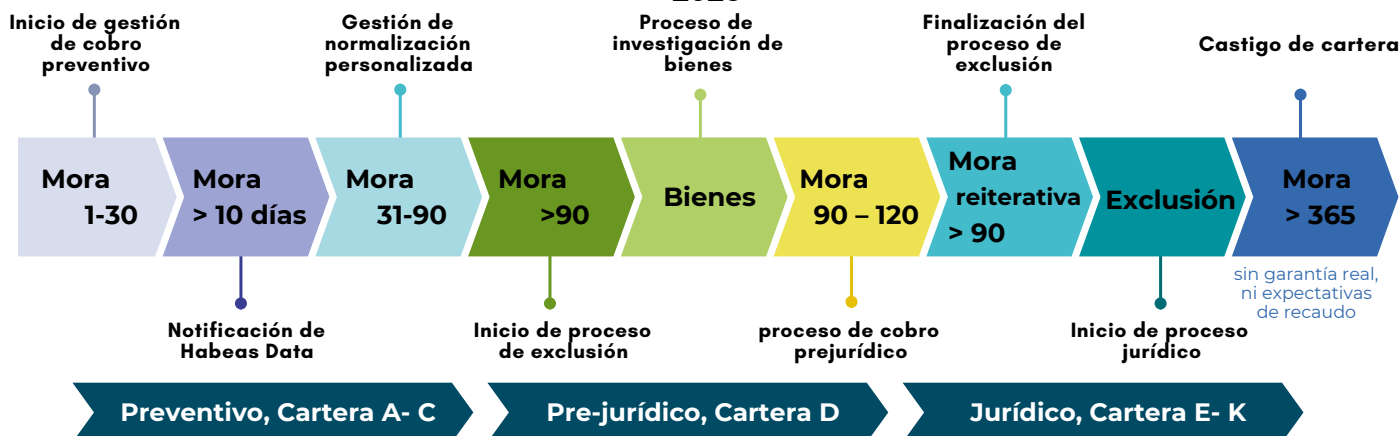 Inicio de gestión
de cobro
preventivo
Gestión de
normalización
personalizada
Proceso de
investigación de
bienes
Finalización del
proceso de
exclusión
Castigo de cartera
Mora
1-30
Mora
> 10 días
Mora
31-90
Mora
>90
Bienes
Mora
90 – 120
Mora
reiterativa
> 90
Exclusión
Mora
> 365
sin garantía real,
ni expectativas
de recaudo
Notificación de
Habeas Data
Inicio de proceso
de exclusión
proceso de cobro
prejurídico
Inicio de proceso
jurídico
Preventivo, Cartera A- C
Pre-jurídico, Cartera D
Jurídico, Cartera E- K